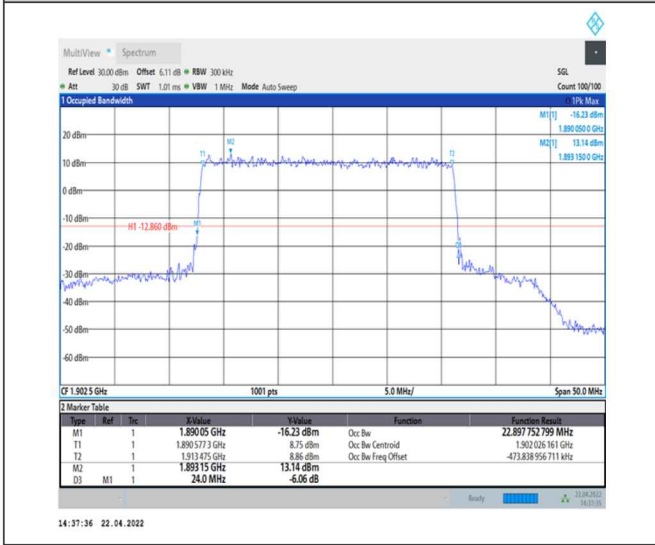 MultiView Spectrum
Ref Level 30.00 dBm Offset 6.11 dB RBW 300 kHz SGL
Att 30 dB SWT 1.01 ms VBW 1 MHz Mode Auto Sweep Count 100/100
1 Occupied Bandwidth 1Pk Max
M1[1] -16.23 dBm
1.890 050 0 GHz
M2[1] 13.14 dBm
1.893 150 0 GHz
20 dBm
M2
T1 T2
10 dBm
0 dBm
-10 dBm
H1 -12.860 dBm M1
-20 dBm
D3
-30 dBm
-40 dBm
-50 dBm
-60 dBm
CF 1.902 5 GHz 1001 pts 5.0 MHz/ Span 50.0 MHz
2 Marker Table
Type Ref Trc X-Value Y-Value Function Function Result
M1 1 1.890 05 GHz -16.23 dBm Occ Bw 22.897 752 799 MHz
T1 1 1.890 577 3 GHz 8.75 dBm Occ Bw Centroid 1.902 026 161 GHz
T2 1 1.913 475 GHz 8.86 dBm Occ Bw Freq Offset -473.838 956 711 kHz
M2 1 1.893 15 GHz 13.14 dBm
D3 M1 1 24.0 MHz -6.06 dB
Ready 22.04.2022
14:37:35
14:37:36 22.04.2022